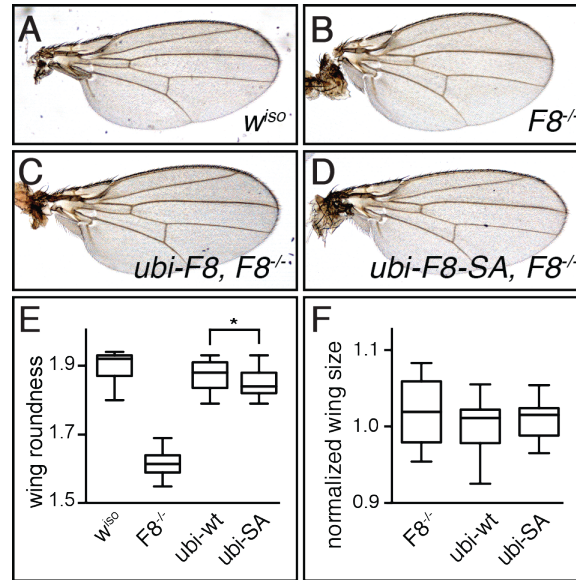 A
w^iso
B
F8^-/-
C
ubi-F8, F8^-/-
D
ubi-F8-SA, F8^-/-
E
wing roundness
1.9
1.7
1.5
*
w^iso
F8^-/-
ubi-wt
ubi-SA
F
normalized wing size
1.1
1.0
0.9
F8^-/-
ubi-wt
ubi-SA